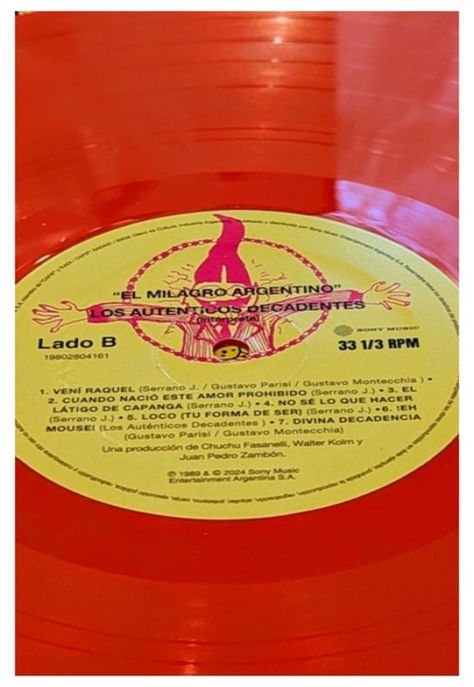 "EL MILAGRO ARGENTINO"
LOS AUTÉNTICOS DECADENTES
(Intérprete)
Lado B
19802804161
SONY MUSIC
33 1/3 RPM
1. VENÍ RAQUEL (Serrano J. / Gustavo Parisi / Gustavo Montecchia) •
2. CUANDO NACIÓ ESTE AMOR PROHIBIDO (Serrano J.) • 3. EL
LÁTIGO DE CAPANGA (Serrano J.) • 4. NO SÉ LO QUE HACER
(Serrano J.) • 5. LOCO (TU FORMA DE SER) (Serrano J.) •6. !EH
MOUSE! (Los Auténticos Decadentes ) • 7. DIVINA DECADENCIA
(Gustavo Parisi / Gustavo Montecchia)
Una producción de Chuchu Fasanelli, Walter Kolm y
Juan Pedro Zambón.
℗ 1989 & © 2024 Sony Music
Entertainment Argentina S.A.